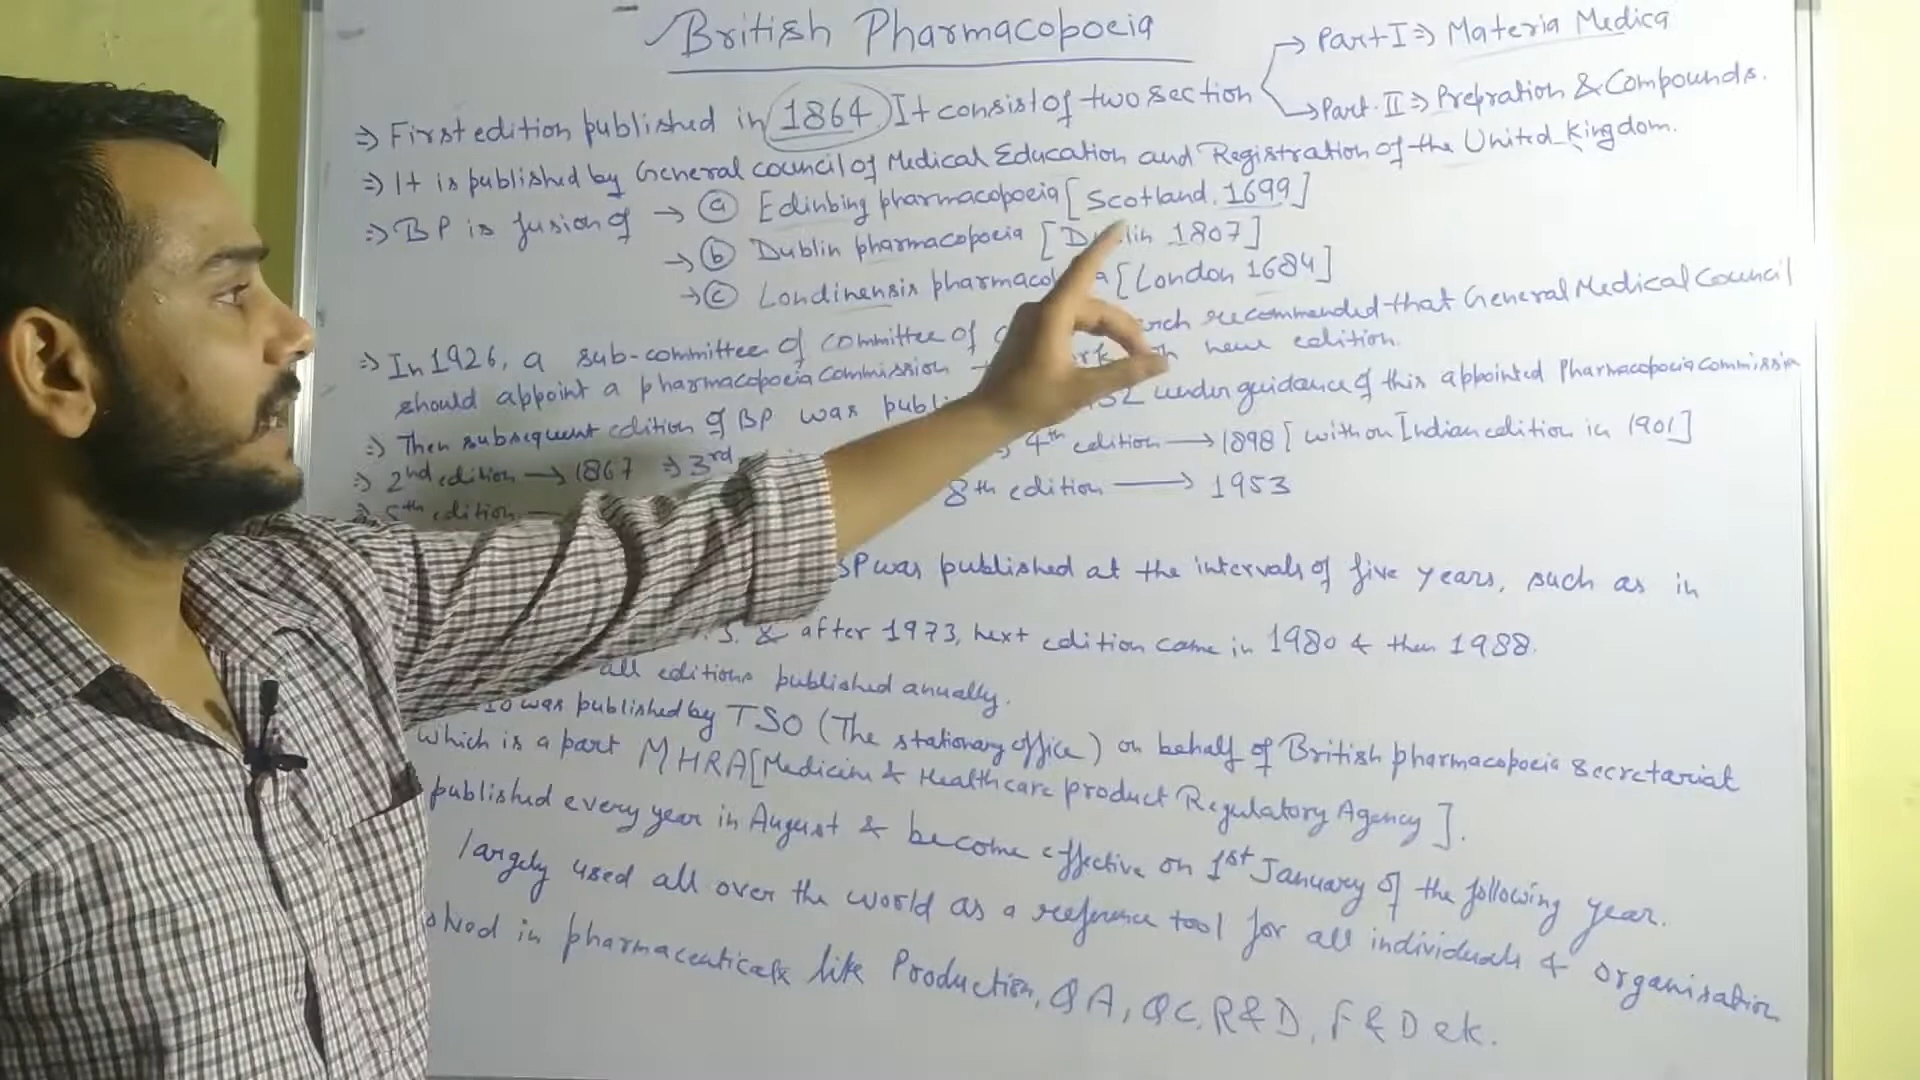 British Pharmacopoeia
→ Part I ⇒ Materia Medica
→ Part-II ⇒ Prepration & Compounds.
⇒ First edition published in 1864 It consist of two section
⇒ It is published by General council of Medical Education and Registration of the United Kingdom.
⇒ BP is fusion of → (a) Edinbing pharmacopoeia [Scotland, 1699]
→ (b) Dublin pharmacopoeia [Dublin 1807]
→ (c) Londinensis pharmaco [London 1684]
⇒ In 1926, a sub-committee of committee of recommended that General Medical Council
should appoint a pharmacopoeia commission new edition.
⇒ Then subsequent edition of BP was under guidance of this appointed Pharmacopoeia commission
⇒ 2nd edition → 1867 ⇒ 3rd 4th edition → 1898 [with an Indian edition in 1901]
⇒ 5th edition 8th edition → 1953
BP was published at the intervals of five years, such as in
& after 1973, next edition came in 1980 & then 1988.
all editions published anually.
was published by TSO (The stationary office) on behalf of British pharmacopoeia secretariat
which is a part MHRA [Medicine & Healthcare product Regulatory Agency].
published every year in August & become effective on 1st January of the following year.
largely used all over the world as a reference tool for all individuals & organisation
in pharmaceuticals like Production, QA, QC, R&D, F&D etc.